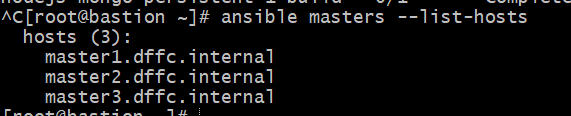 ^C[root@bastion ~]# ansible masters --list-hosts
  hosts (3):
    master1.dffc.internal
    master2.dffc.internal
    master3.dffc.internal